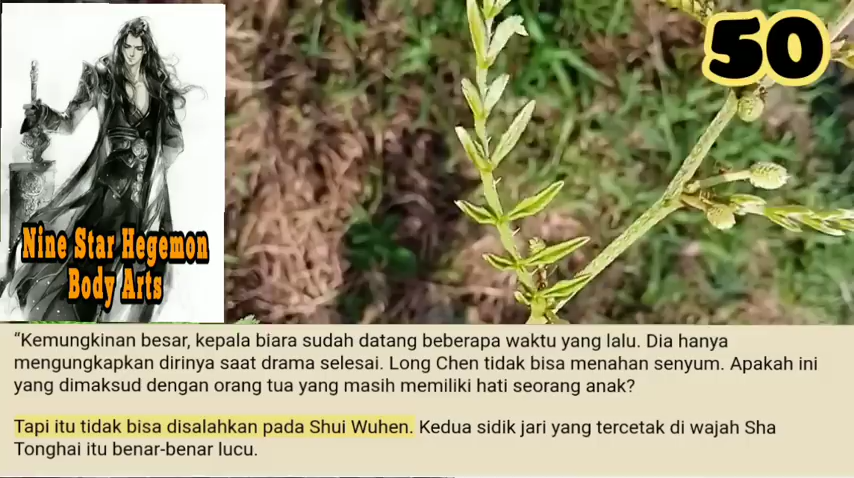 50
Nine Star Hegemon
Body Arts
“Kemungkinan besar, kepala biara sudah datang beberapa waktu yang lalu. Dia hanya
mengungkapkan dirinya saat drama selesai. Long Chen tidak bisa menahan senyum. Apakah ini
yang dimaksud dengan orang tua yang masih memiliki hati seorang anak?
Tapi itu tidak bisa disalahkan pada Shui Wuhen. Kedua sidik jari yang tercetak di wajah Sha
Tonghai itu benar-benar lucu.